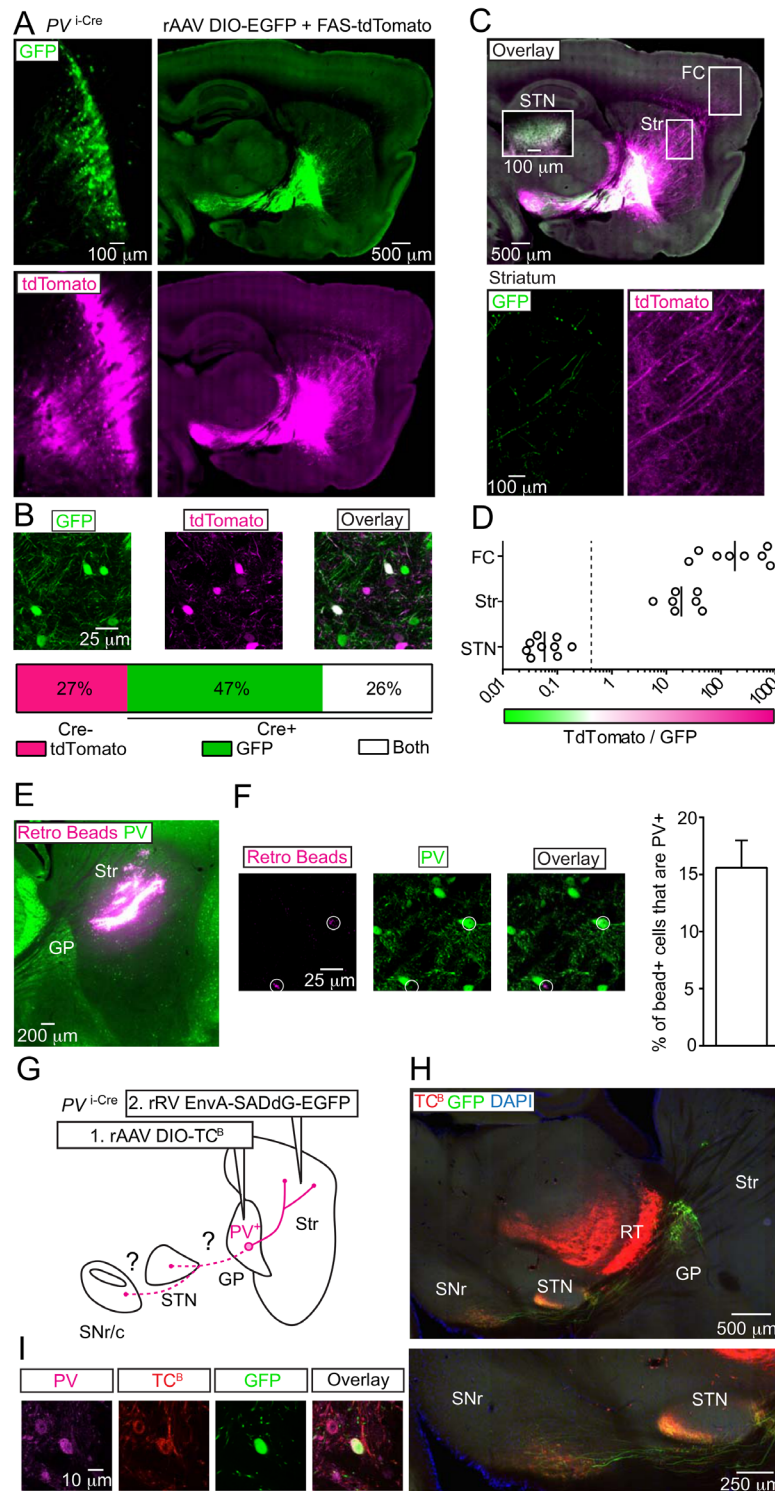 A
PV i-Cre
rAAV DIO-EGFP + FAS-tdTomato
GFP
100 μm
500 μm
tdTomato
B
GFP
tdTomato
Overlay
25 μm
27%
47%
26%
Cre-
Cre+
tdTomato
GFP
Both
C
Overlay
FC
STN
Str
100 μm
500 μm
Striatum
GFP
tdTomato
100 μm
D
FC
Str
STN
0.01
0.1
1
10
100
1000
TdTomato / GFP
E
Retro Beads PV
Str
GP
200 μm
F
Retro Beads
PV
Overlay
25 μm
% of bead+ cells that are PV+
20
15
10
5
0
G
PV i-Cre
2. rRV EnvA-SADdG-EGFP
1. rAAV DIO-TCB
PV+
Str
?
?
GP
STN
SNr/c
H
TCB GFP DAPI
Str
RT
GP
STN
SNr
500 μm
SNr
STN
250 μm
I
PV
TCB
GFP
Overlay
10 μm